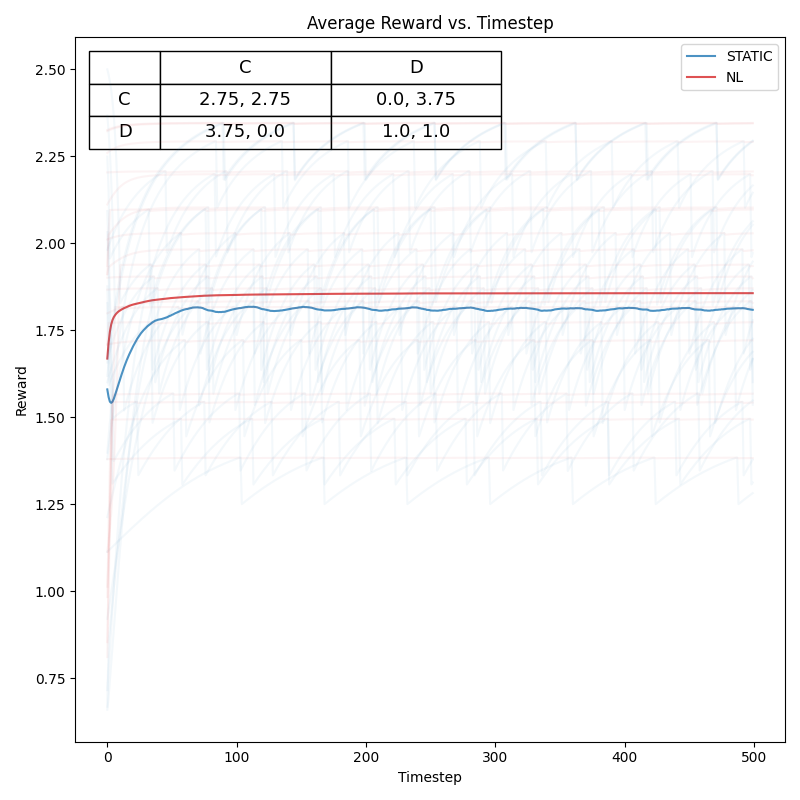 Average Reward vs. Timestep
C D
C 2.75, 2.75 0.0, 3.75
D 3.75, 0.0 1.0, 1.0
STATIC
NL
2.50
2.25
2.00
1.75
1.50
1.25
1.00
0.75
Reward
0 100 200 300 400 500
Timestep